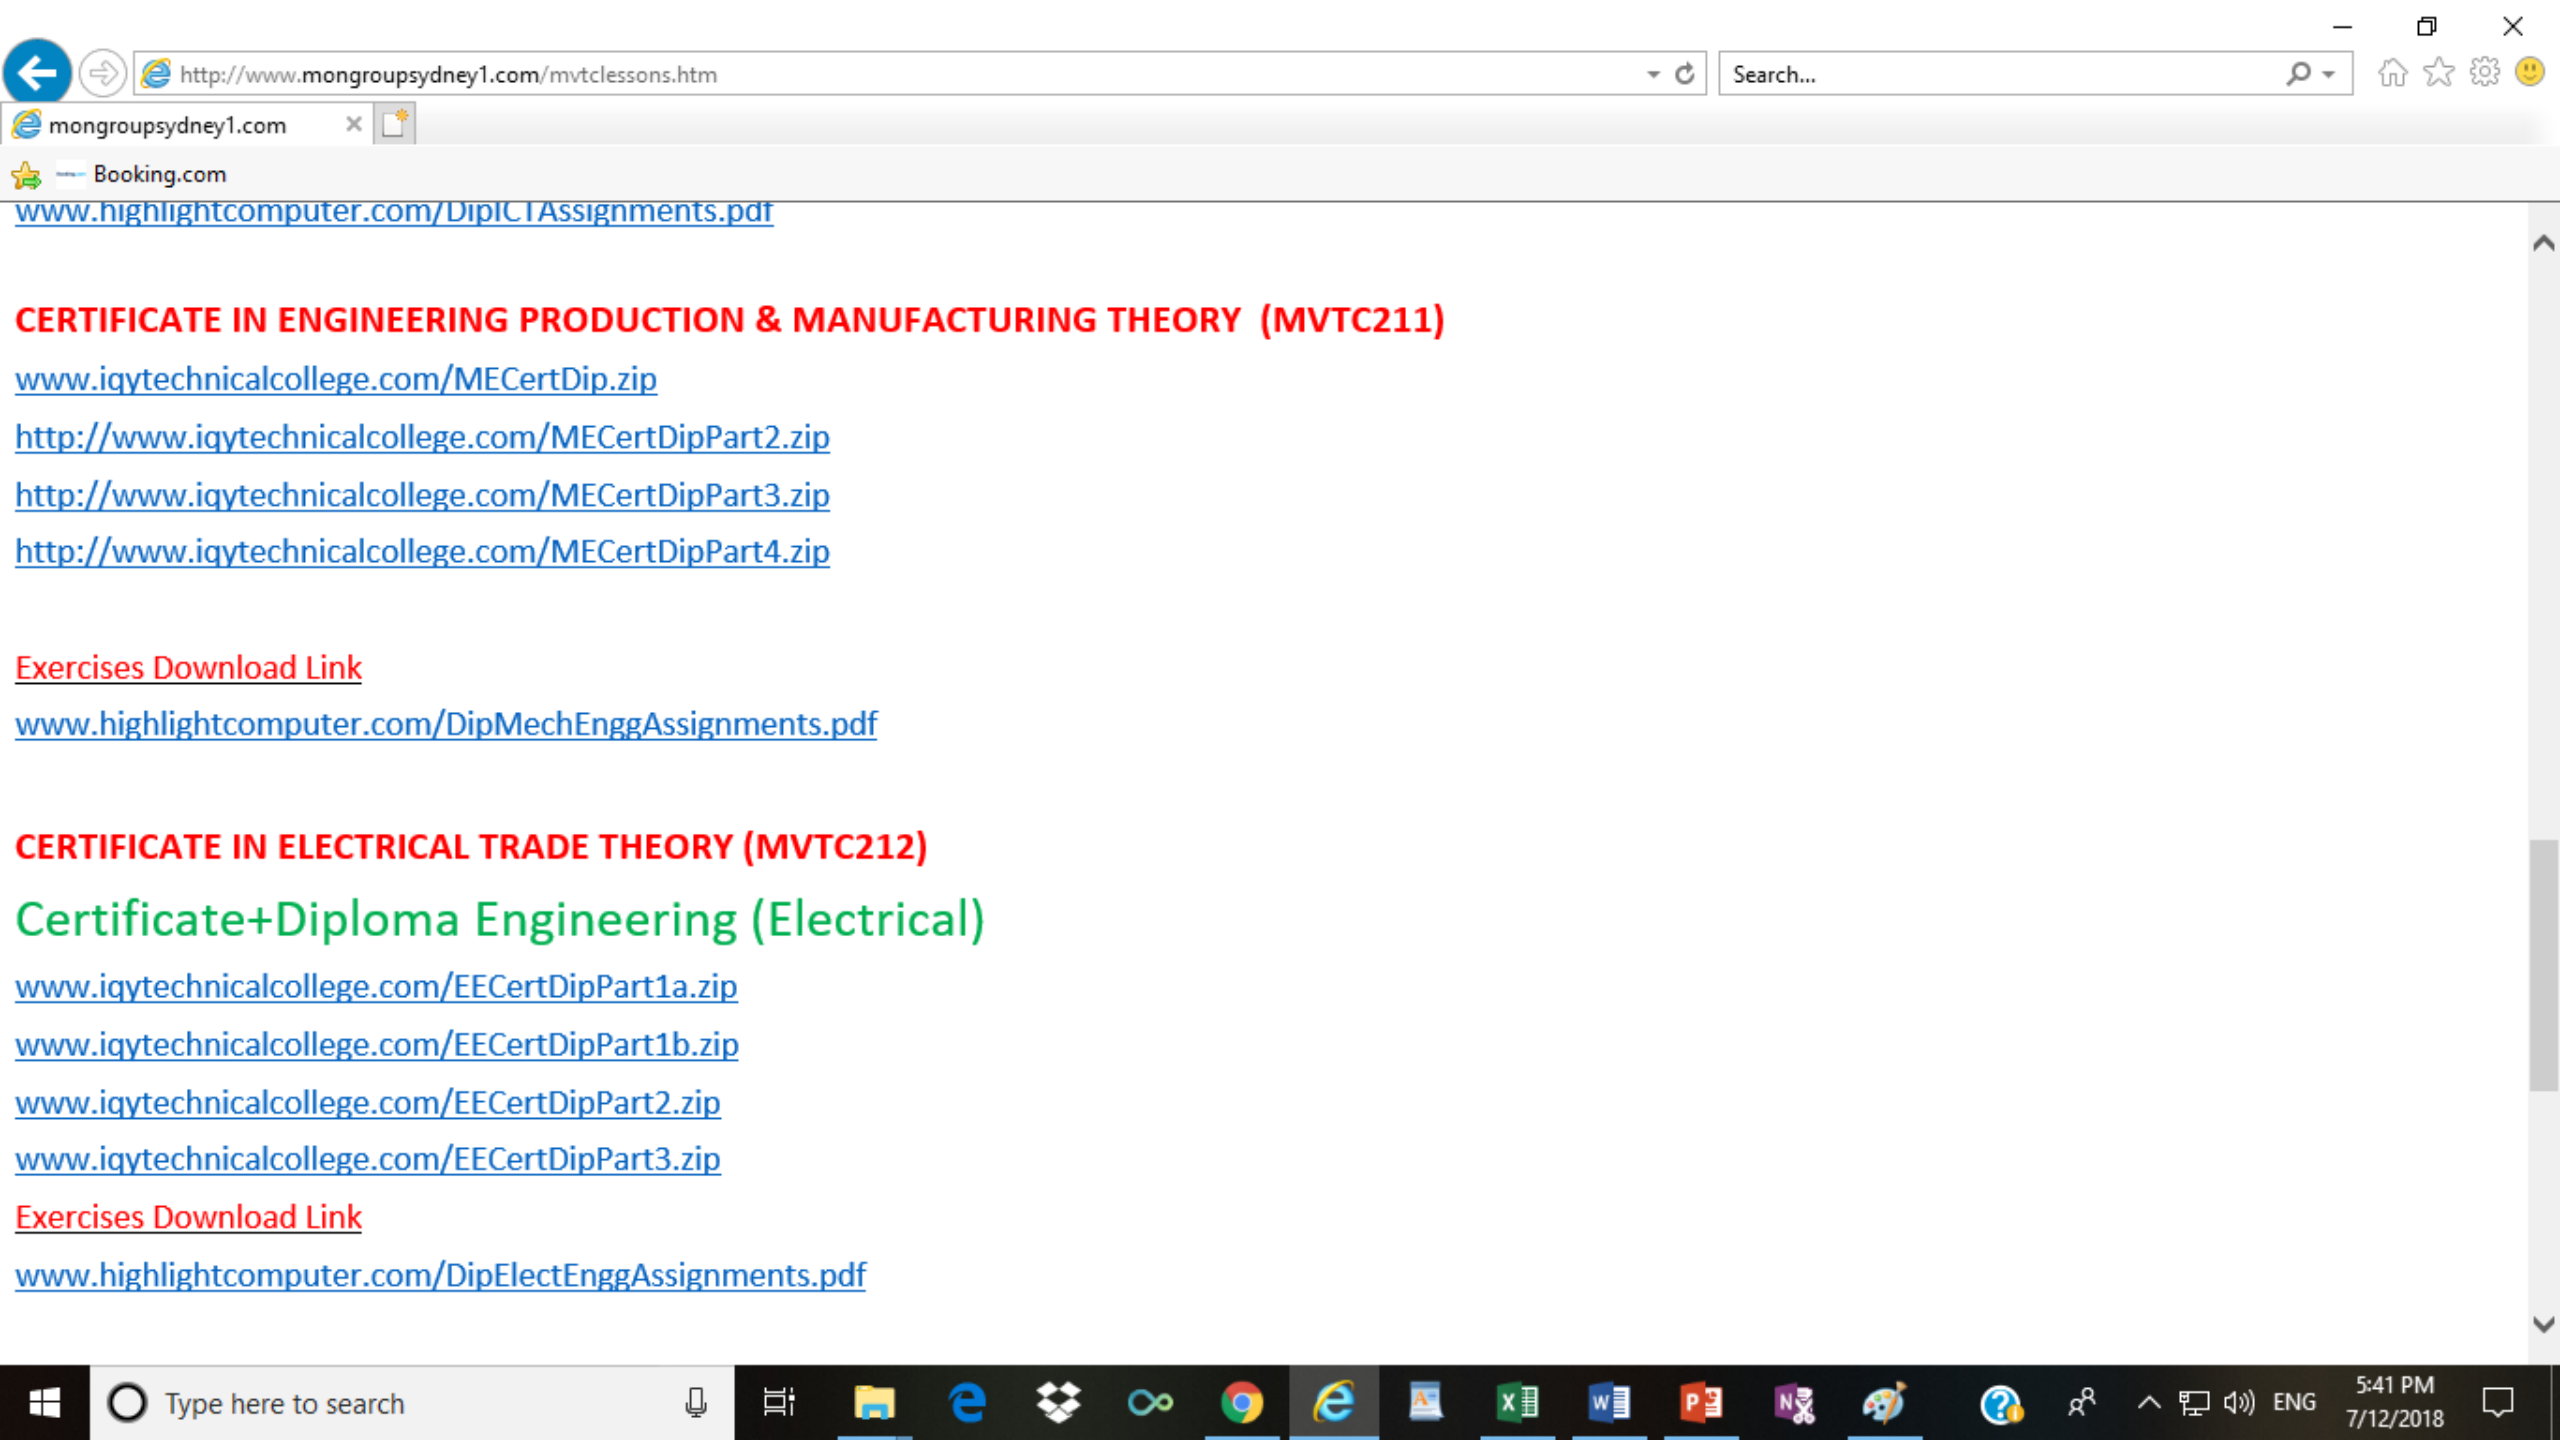 http://www.mongroupsydney1.com/mvtclessons.htm
Search...
mongroupsydney1.com
Booking.com
www.highlightcomputer.com/DipICTAssignments.pdf
CERTIFICATE IN ENGINEERING PRODUCTION & MANUFACTURING THEORY (MVTC211)
www.iqytechnicalcollege.com/MECertDip.zip
http://www.iqytechnicalcollege.com/MECertDipPart2.zip
http://www.iqytechnicalcollege.com/MECertDipPart3.zip
http://www.iqytechnicalcollege.com/MECertDipPart4.zip
Exercises Download Link
www.highlightcomputer.com/DipMechEnggAssignments.pdf
CERTIFICATE IN ELECTRICAL TRADE THEORY (MVTC212)
Certificate+Diploma Engineering (Electrical)
www.iqytechnicalcollege.com/EECertDipPart1a.zip
www.iqytechnicalcollege.com/EECertDipPart1b.zip
www.iqytechnicalcollege.com/EECertDipPart2.zip
www.iqytechnicalcollege.com/EECertDipPart3.zip
Exercises Download Link
www.highlightcomputer.com/DipElectEnggAssignments.pdf
Type here to search
ENG
5:41 PM
7/12/2018